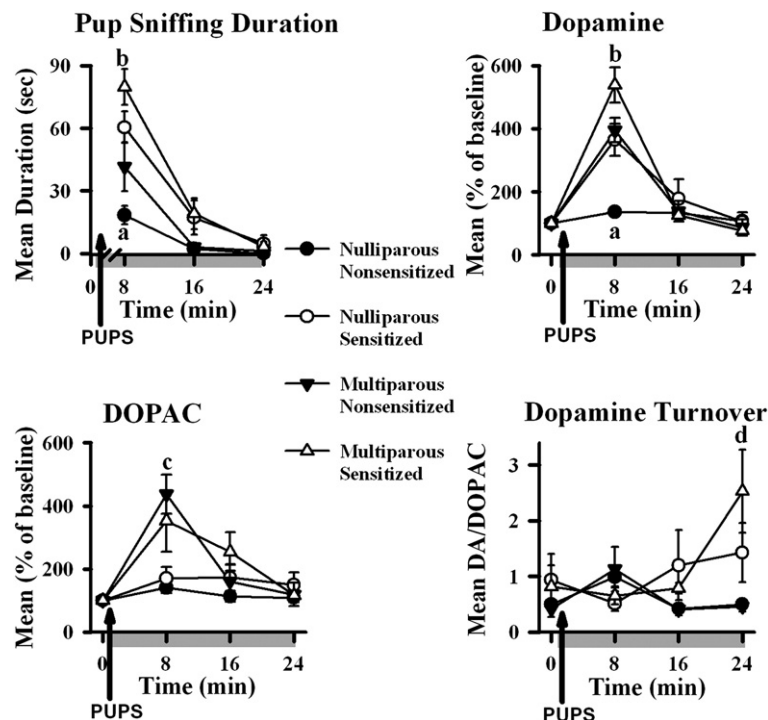 Pup Sniffing Duration
Mean Duration (sec)
90
60
30
0
b
a
0 8 16 24
Time (min)
PUPS
Dopamine
Mean (% of baseline)
600
400
200
0
b
a
0 8 16 24
Time (min)
PUPS
Nulliparous
Nonsensitized
Nulliparous
Sensitized
Multiparous
Nonsensitized
Multiparous
Sensitized
DOPAC
Mean (% of baseline)
600
400
200
0
c
0 8 16 24
Time (min)
PUPS
Dopamine Turnover
Mean DA/DOPAC
3
2
1
0
d
0 8 16 24
Time (min)
PUPS